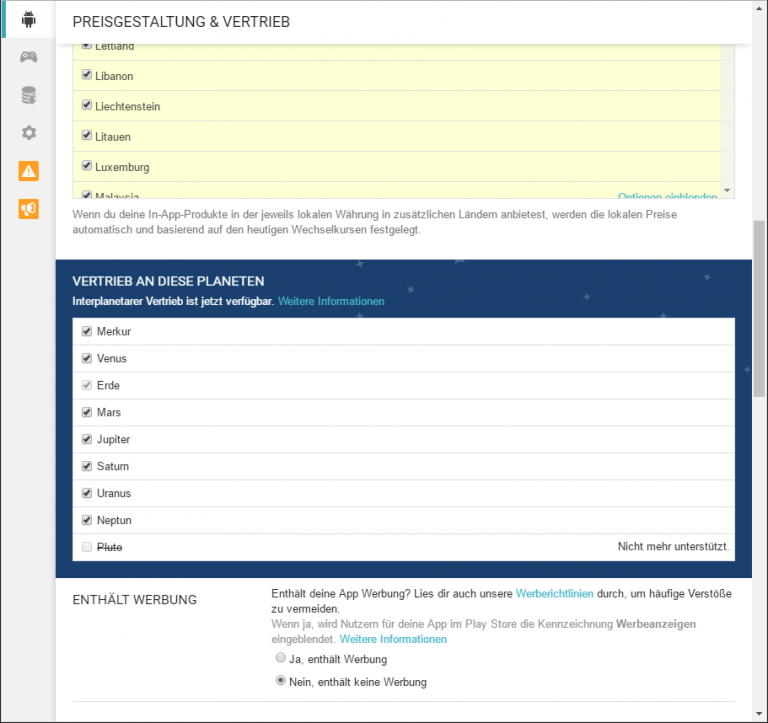 PREISGESTALTUNG & VERTRIEB
Lettland
Libanon
Liechtenstein
Litauen
Luxemburg
Malaysia Optionen einblenden
Wenn du deine In-App-Produkte in der jeweils lokalen Währung in zusätzlichen Ländern anbietest, werden die lokalen Preise
automatisch und basierend auf den heutigen Wechselkursen festgelegt.
VERTRIEB AN DIESE PLANETEN
Interplanetarer Vertrieb ist jetzt verfügbar. Weitere Informationen
Merkur
Venus
Erde
Mars
Jupiter
Saturn
Uranus
Neptun
Pluto Nicht mehr unterstützt.
ENTHÄLT WERBUNG
Enthält deine App Werbung? Lies dir auch unsere Werberichtlinien durch, um häufige Verstöße
zu vermeiden.
Wenn ja, wird Nutzern für deine App im Play Store die Kennzeichnung Werbeanzeigen
eingeblendet. Weitere Informationen
Ja, enthält Werbung
Nein, enthält keine Werbung